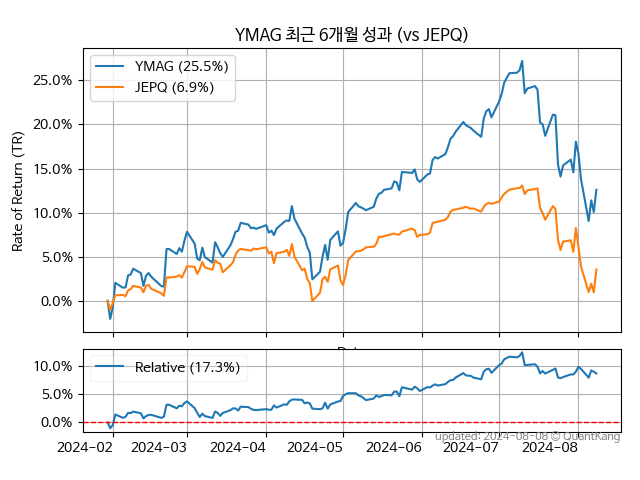 YMAG 최근 6개월 성과 (vs JEPQ)
YMAG (25.5%)
JEPQ (6.9%)
Rate of Return (TR)
25.0%
20.0%
15.0%
10.0%
5.0%
0.0%
Relative (17.3%)
10.0%
5.0%
0.0%
2024-02 2024-03 2024-04 2024-05 2024-06 2024-07 2024-08
updated: 2024-08-08 © QuantKang